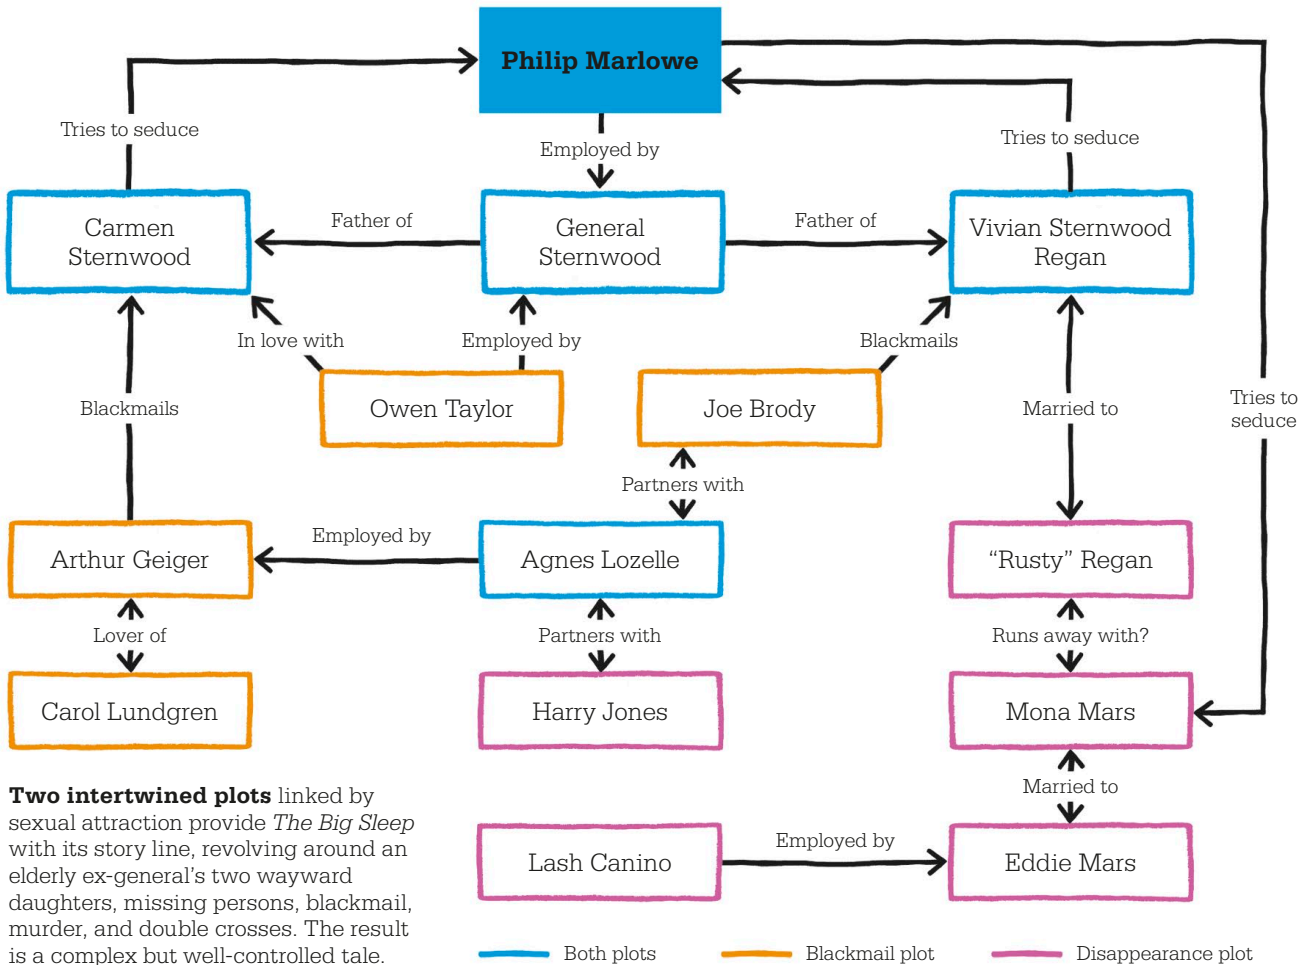 Philip Marlowe
Tries to seduce
Employed by
Tries to seduce
Carmen
Sternwood
Father of
General
Sternwood
Father of
Vivian Sternwood
Regan
In love with
Employed by
Blackmails
Blackmails
Owen Taylor
Joe Brody
Married to
Tries to
seduce
Partners with
Arthur Geiger
Employed by
Agnes Lozelle
“Rusty” Regan
Lover of
Partners with
Runs away with?
Carol Lundgren
Harry Jones
Mona Mars
Married to
Two intertwined plots linked by
sexual attraction provide The Big Sleep
with its story line, revolving around an
elderly ex-general’s two wayward
daughters, missing persons, blackmail,
murder, and double crosses. The result
is a complex but well-controlled tale.
Lash Canino
Employed by
Eddie Mars
Both plots
Blackmail plot
Disappearance plot